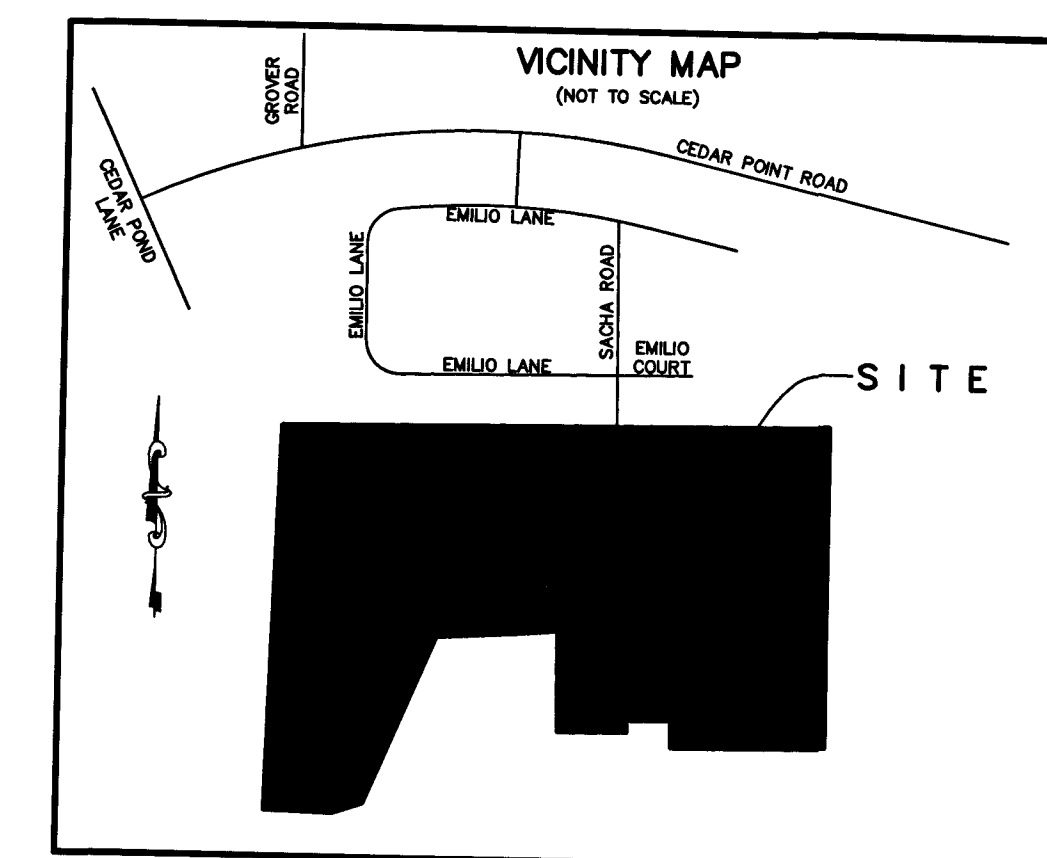 VICINITY MAP
(NOT TO SCALE)
GROVER
ROAD
CEDAR POINT ROAD
CEDAR POND
LANE
EMILIO LANE
EMILIO LANE
SACHA ROAD
EMILIO LANE
EMILIO
COURT
SITE